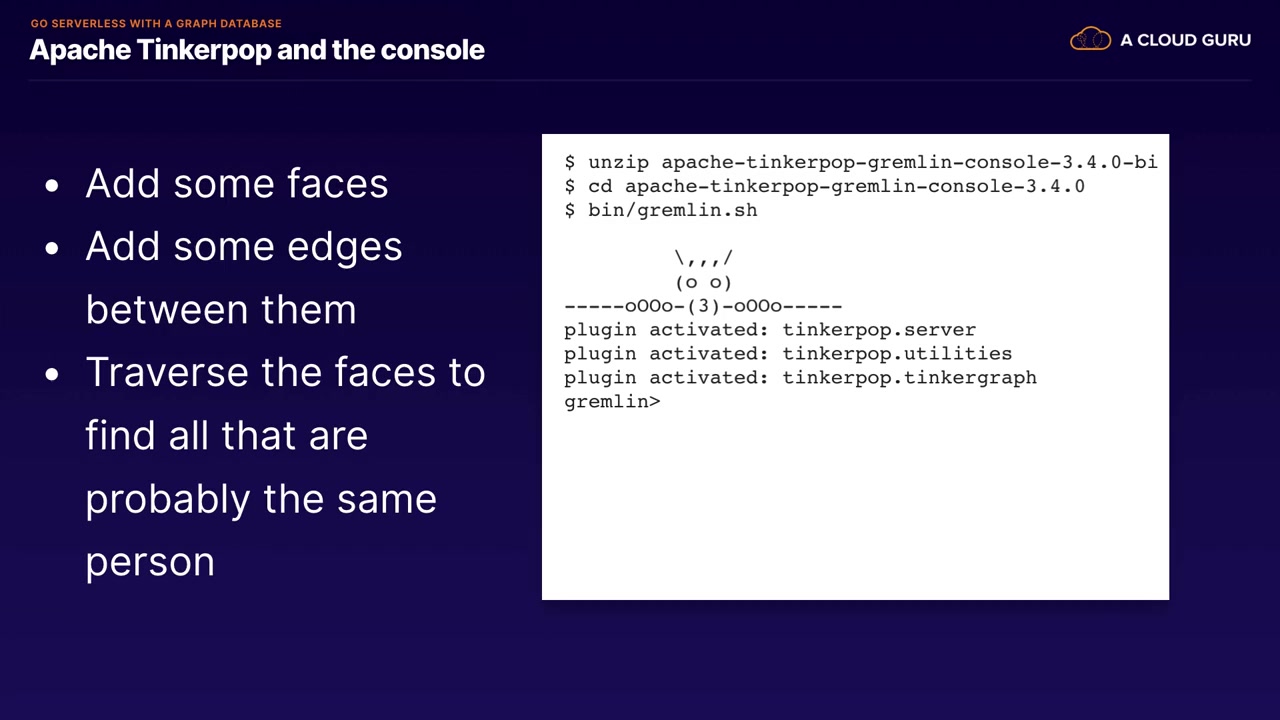 GO SERVERLESS WITH A GRAPH DATABASE
Apache Tinkerpop and the console
A CLOUD GURU
• Add some faces
• Add some edges
between them
• Traverse the faces to
find all that are
probably the same
person
$ unzip apache-tinkerpop-gremlin-console-3.4.0-bi
$ cd apache-tinkerpop-gremlin-console-3.4.0
$ bin/gremlin.sh
\,,,/
(o o)
-----oOOo-(3)-oOOo-----
plugin activated: tinkerpop.server
plugin activated: tinkerpop.utilities
plugin activated: tinkerpop.tinkergraph
gremlin>